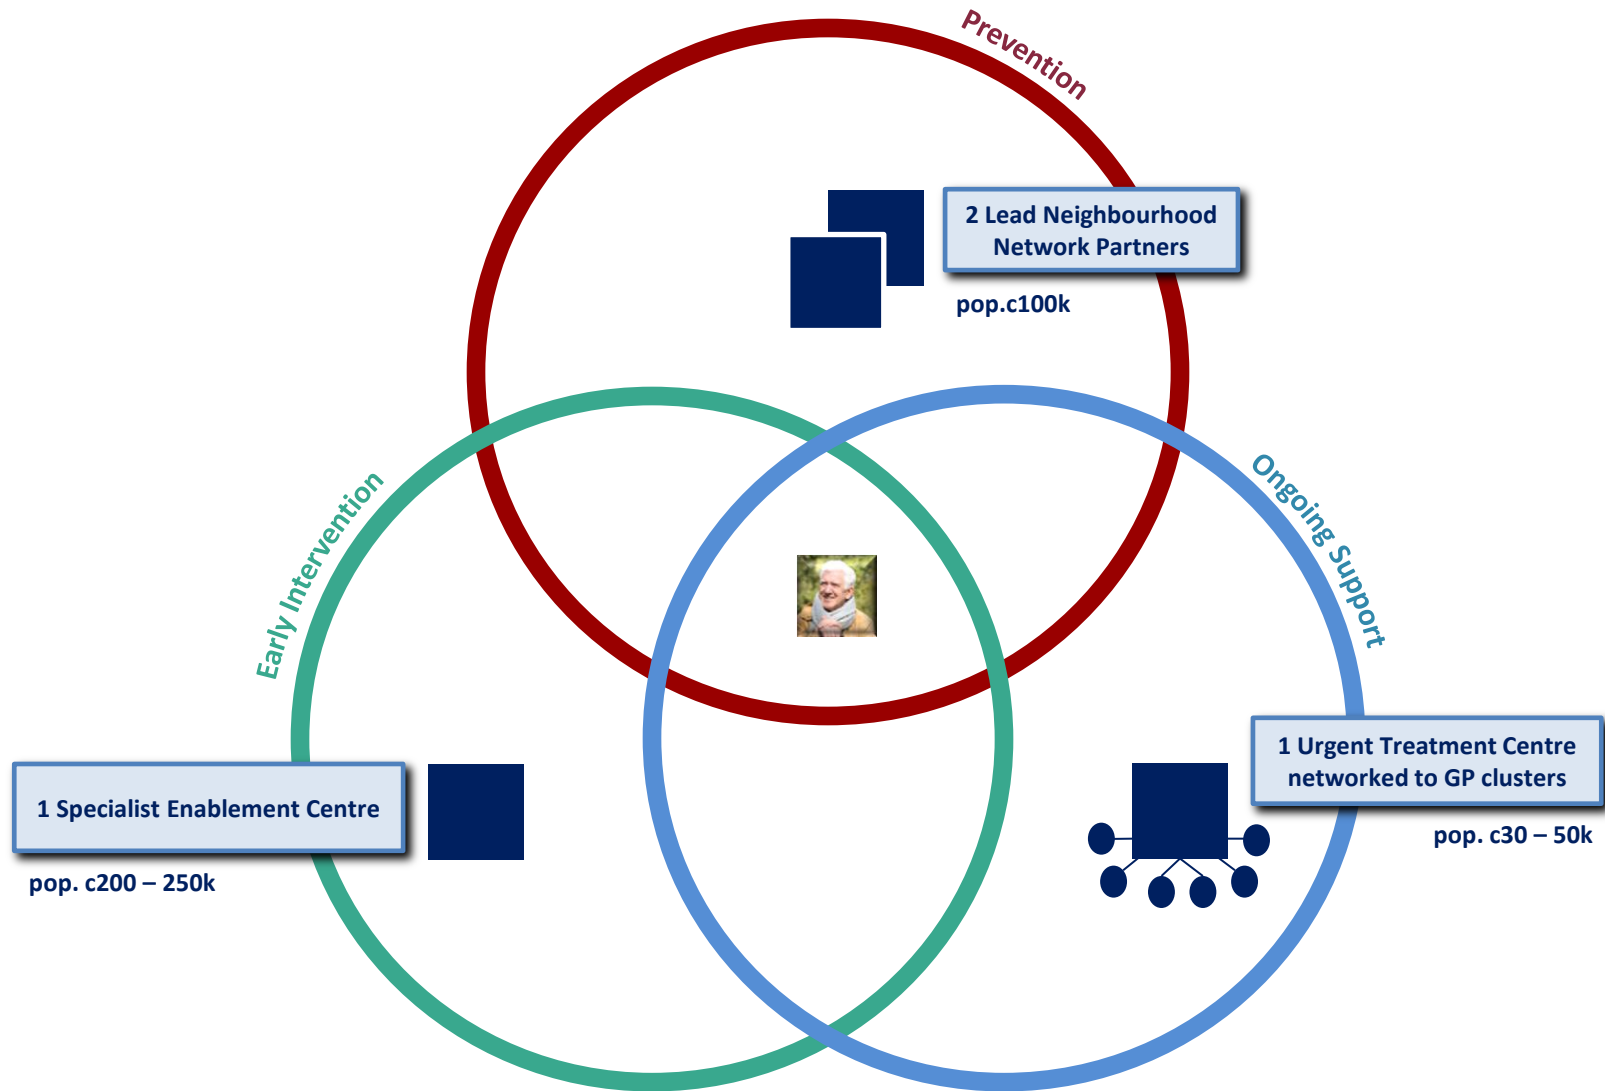 Prevention
2 Lead Neighbourhood
Network Partners
pop.c100k
Early Intervention
Ongoing Support
1 Specialist Enablement Centre
pop. c200 – 250k
1 Urgent Treatment Centre
networked to GP clusters
pop. c30 – 50k